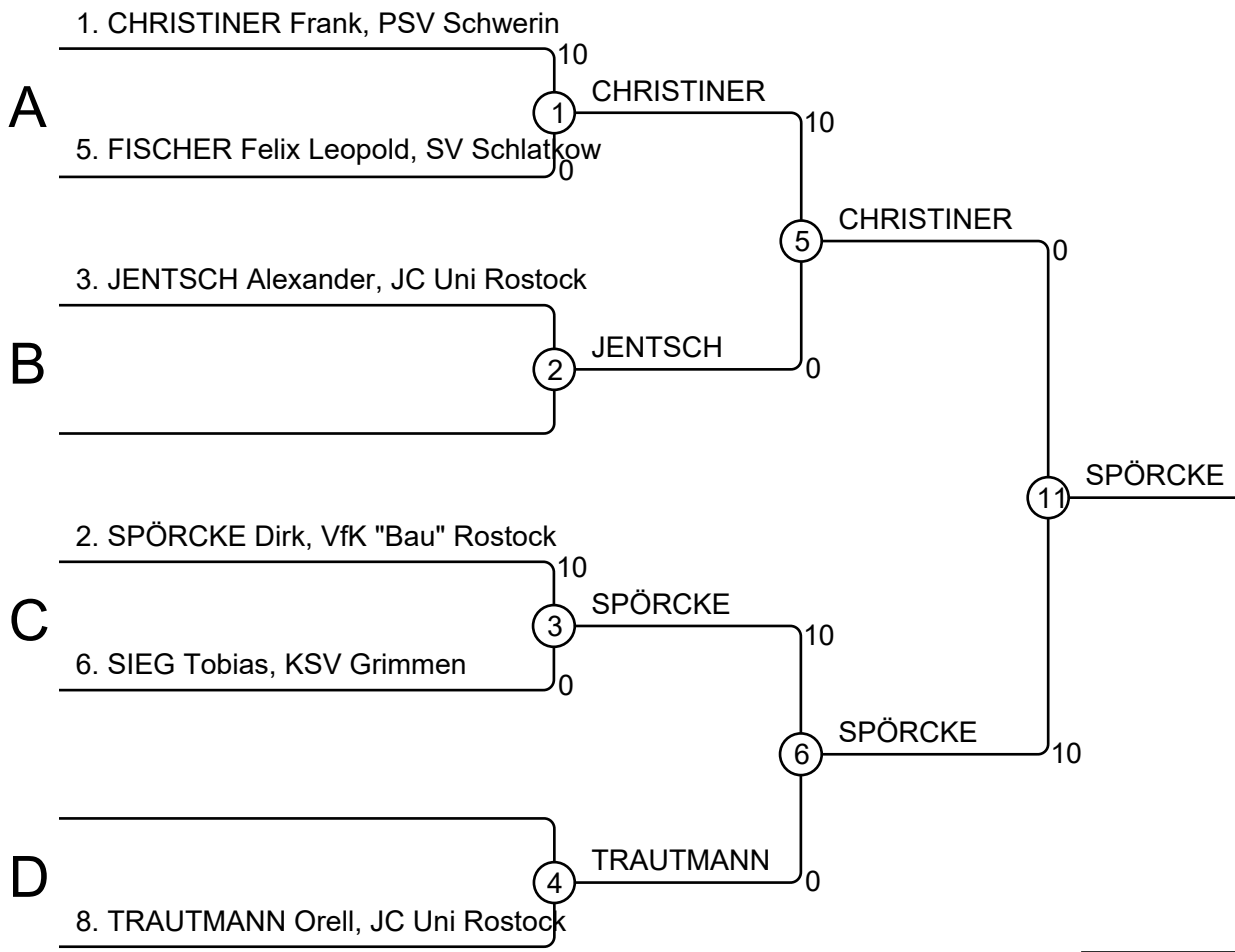 1. CHRISTINER Frank, PSV Schwerin
10
A
1
CHRISTINER
10
5. FISCHER Felix Leopold, SV Schlatkow
0
5
CHRISTINER
0
3. JENTSCH Alexander, JC Uni Rostock
B
2
JENTSCH
0
11
SPÖRCKE
2. SPÖRCKE Dirk, VfK "Bau" Rostock
10
C
3
SPÖRCKE
10
6. SIEG Tobias, KSV Grimmen
0
6
SPÖRCKE
10
D
4
TRAUTMANN
0
8. TRAUTMANN Orell, JC Uni Rostock